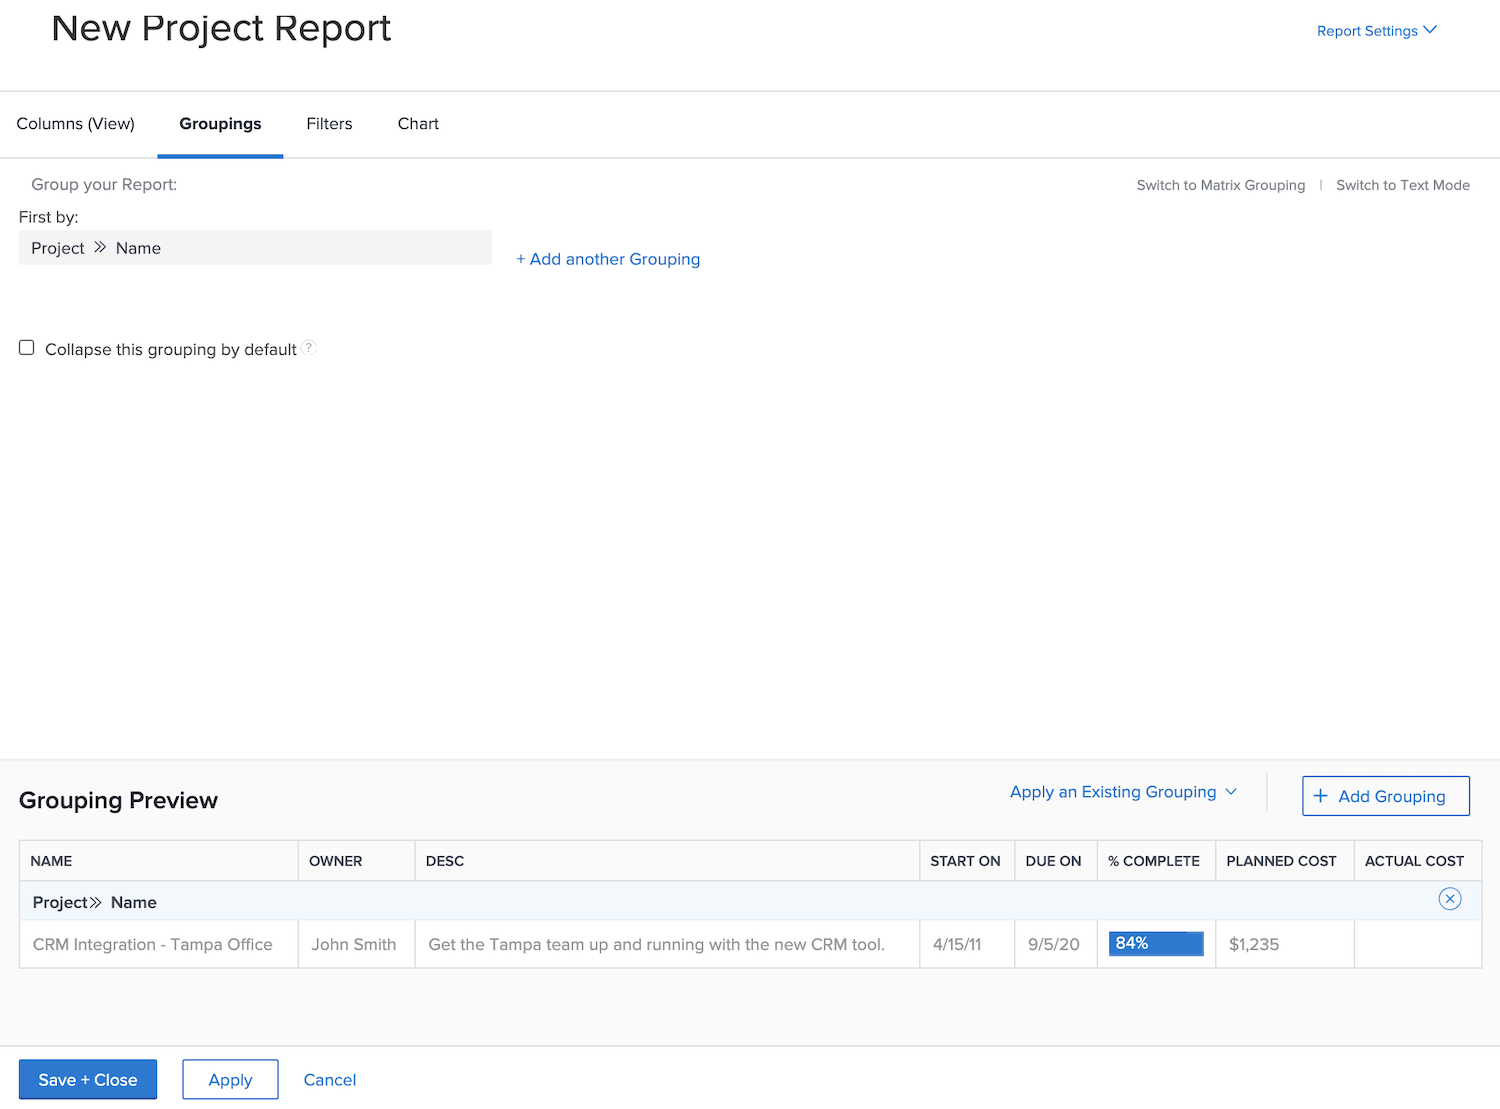 New Project Report
Report Settings
Columns (View) Groupings Filters Chart
Group your Report:
Switch to Matrix Grouping | Switch to Text Mode
First by:
Project » Name
+ Add another Grouping
Collapse this grouping by default ?
Grouping Preview
Apply an Existing Grouping
+ Add Grouping
NAME OWNER DESC START ON DUE ON % COMPLETE PLANNED COST ACTUAL COST
Project» Name
CRM Integration - Tampa Office John Smith Get the Tampa team up and running with the new CRM tool. 4/15/11 9/5/20 84% $1,235
Save + Close Apply Cancel